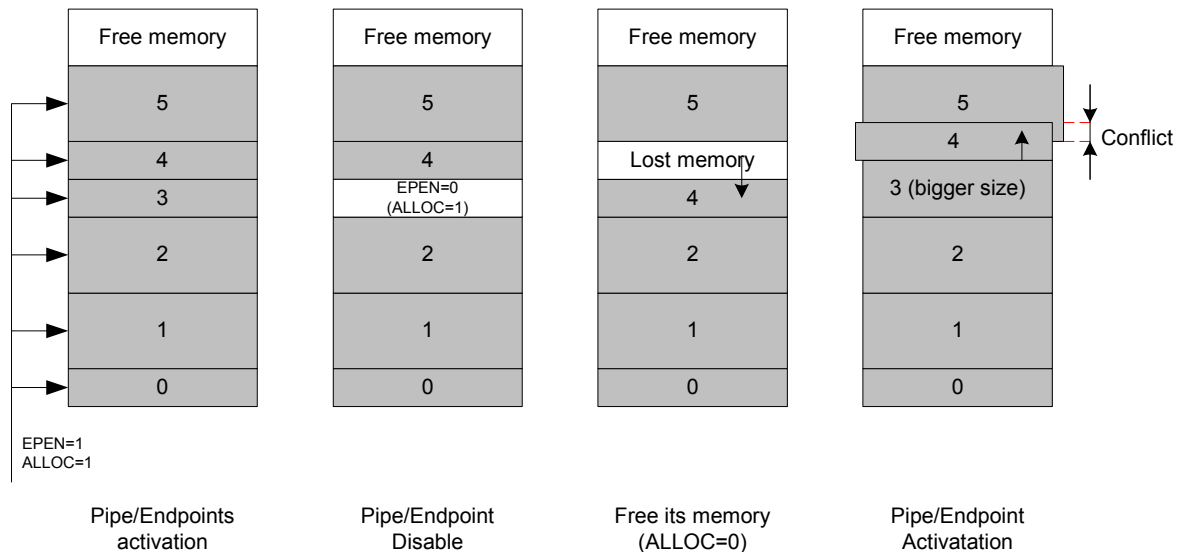 Free memory
5
4
3
2
1
0
EPEN=1
ALLOC=1
Pipe/Endpoints
activation
Free memory
5
4
EPEN=0
(ALLOC=1)
2
1
0
Pipe/Endpoint
Disable
Free memory
5
Lost memory
4
2
1
0
Free its memory
(ALLOC=0)
Free memory
5
4
Conflict
3 (bigger size)
2
1
0
Pipe/Endpoint
Activatation